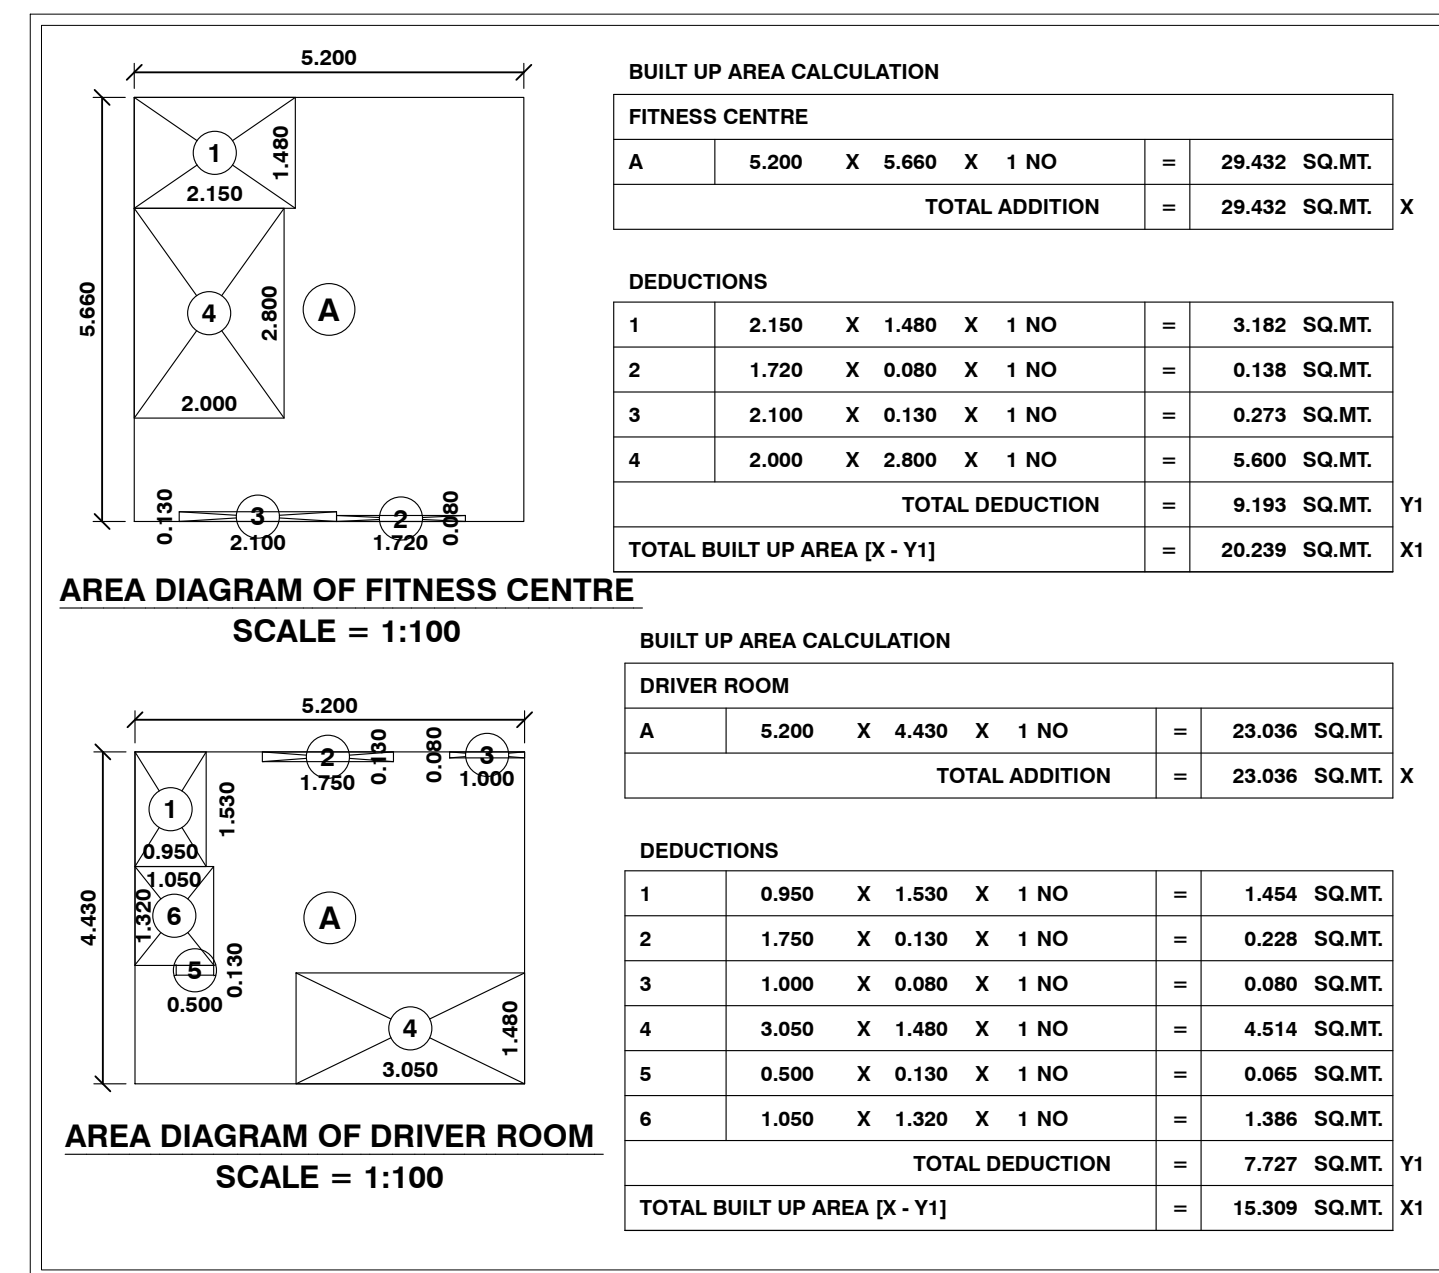 5.200
1
1.480
2.150
5.660
4
2.800
A
2.000
0.130
3
2
0.080
2.100
1.720
AREA DIAGRAM OF FITNESS CENTRE
SCALE = 1:100
BUILT UP AREA CALCULATION
FITNESS CENTRE
A 5.200 X 5.660 X 1 NO = 29.432 SQ.MT.
TOTAL ADDITION = 29.432 SQ.MT. X
DEDUCTIONS
1 2.150 X 1.480 X 1 NO = 3.182 SQ.MT.
2 1.720 X 0.080 X 1 NO = 0.138 SQ.MT.
3 2.100 X 0.130 X 1 NO = 0.273 SQ.MT.
4 2.000 X 2.800 X 1 NO = 5.600 SQ.MT.
TOTAL DEDUCTION = 9.193 SQ.MT. Y1
TOTAL BUILT UP AREA [X - Y1] = 20.239 SQ.MT. X1
5.200
2
0.130
0.080
3
1.750
1.000
1
1.530
0.950
1.050
4.430
1.320
6
A
5
0.130
0.500
4
1.480
3.050
AREA DIAGRAM OF DRIVER ROOM
SCALE = 1:100
BUILT UP AREA CALCULATION
DRIVER ROOM
A 5.200 X 4.430 X 1 NO = 23.036 SQ.MT.
TOTAL ADDITION = 23.036 SQ.MT. X
DEDUCTIONS
1 0.950 X 1.530 X 1 NO = 1.454 SQ.MT.
2 1.750 X 0.130 X 1 NO = 0.228 SQ.MT.
3 1.000 X 0.080 X 1 NO = 0.080 SQ.MT.
4 3.050 X 1.480 X 1 NO = 4.514 SQ.MT.
5 0.500 X 0.130 X 1 NO = 0.065 SQ.MT.
6 1.050 X 1.320 X 1 NO = 1.386 SQ.MT.
TOTAL DEDUCTION = 7.727 SQ.MT. Y1
TOTAL BUILT UP AREA [X - Y1] = 15.309 SQ.MT. X1